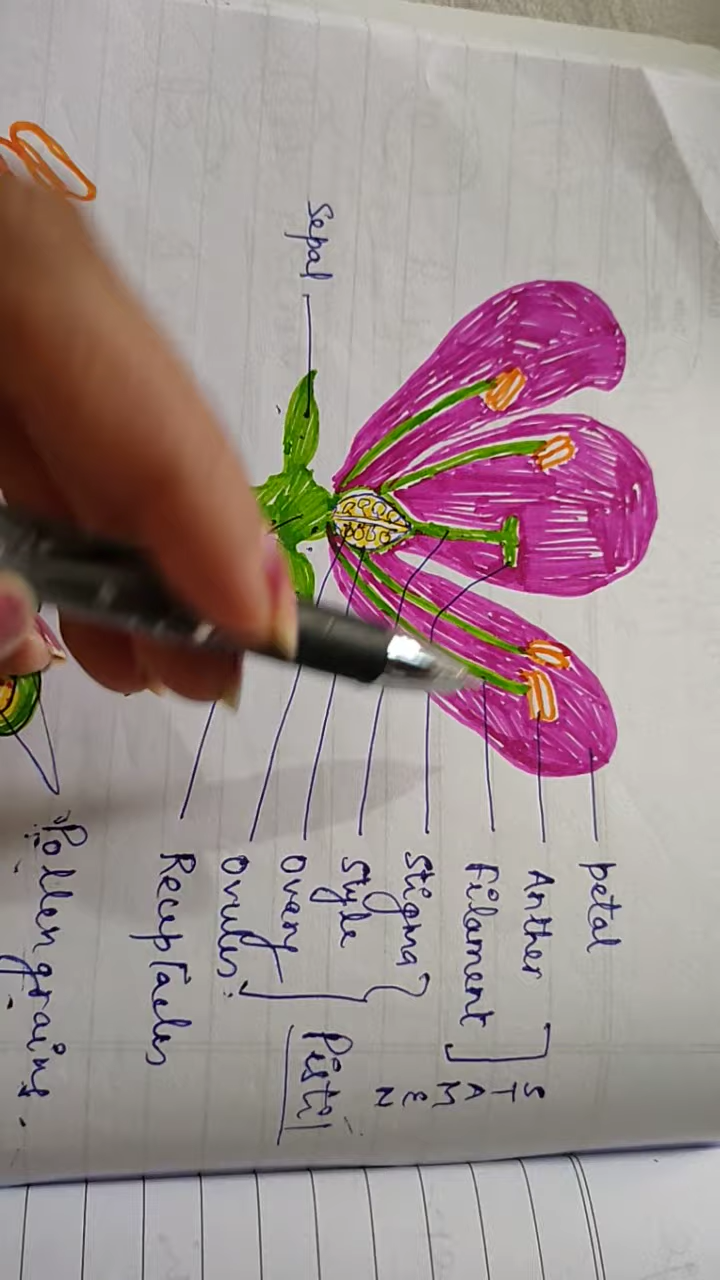 Sepal
petal
Anther
Filament
STAMEN
Stigma
Style
Ovary
Ovules
Pistil
Receptacles
Pollen grains